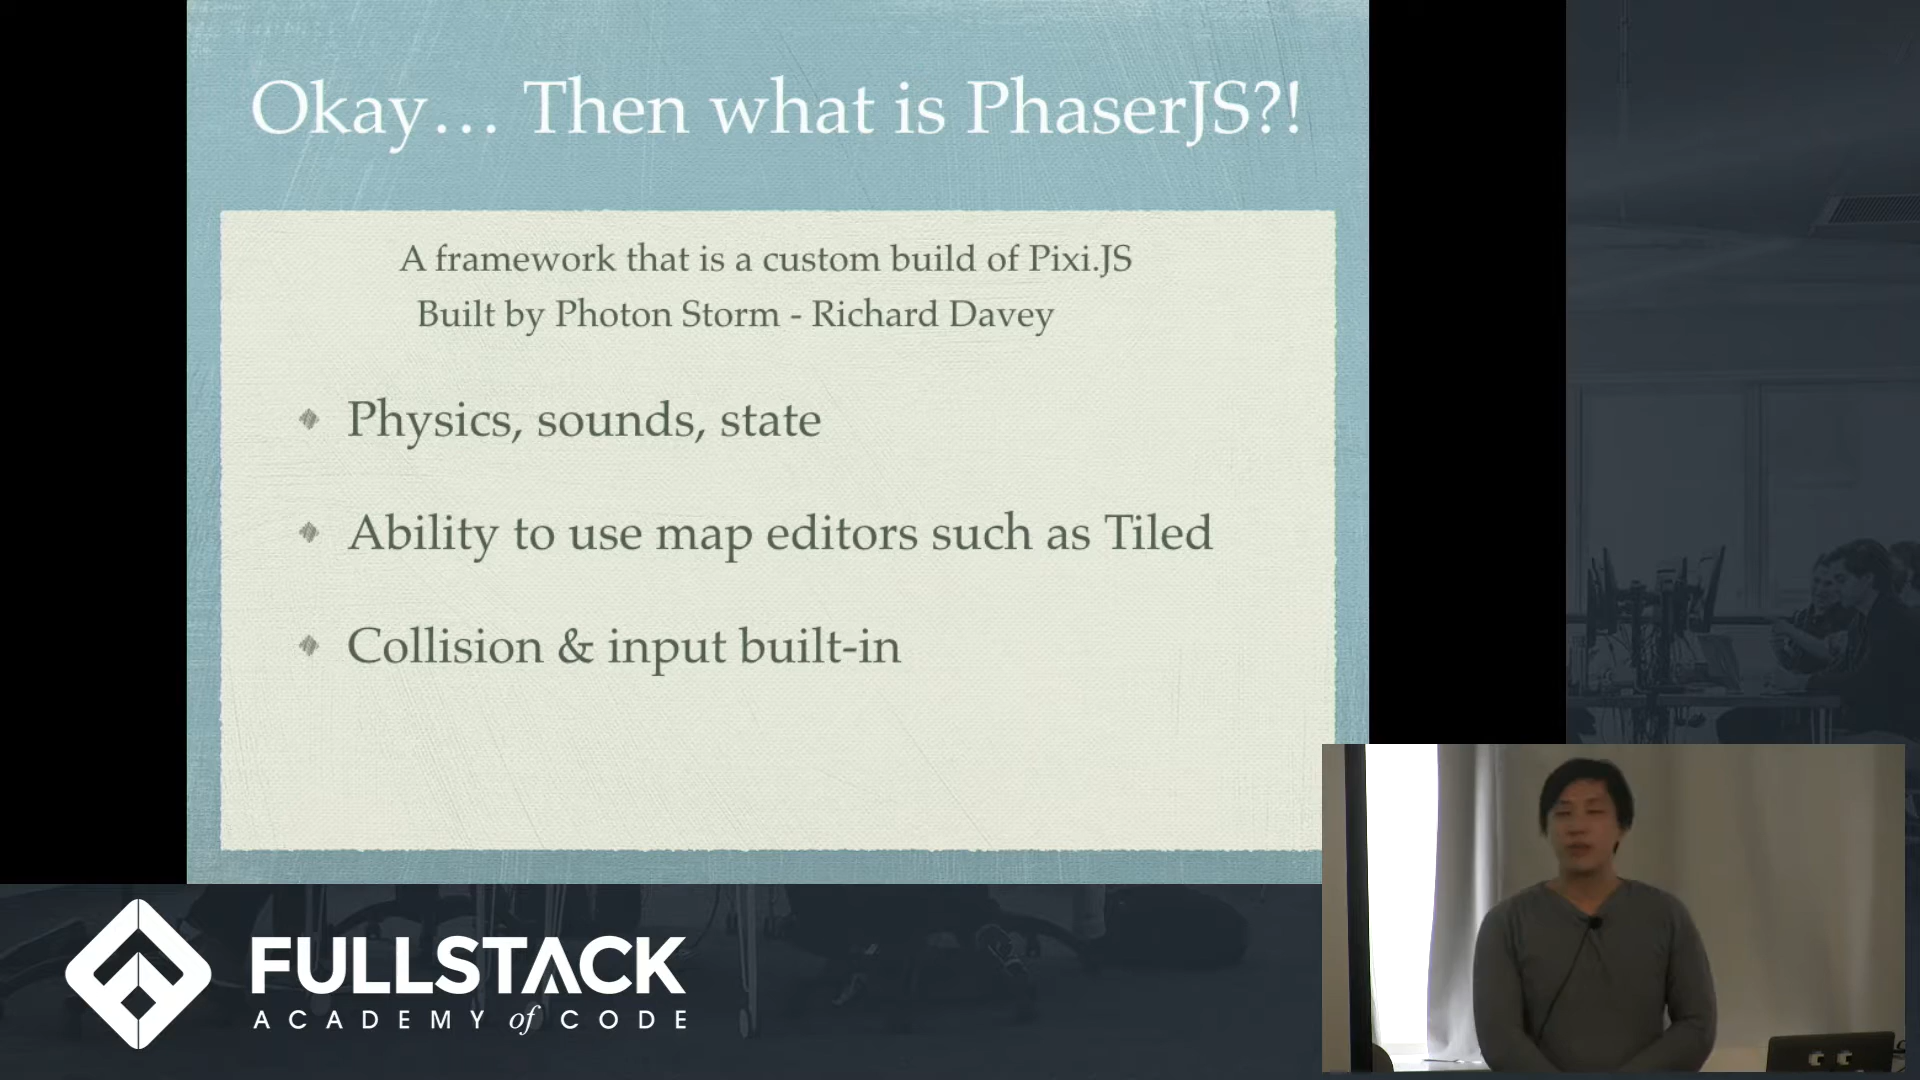 Okay… Then what is PhaserJS?!
A framework that is a custom build of Pixi.JS
Built by Photon Storm - Richard Davey
Physics, sounds, state
Ability to use map editors such as Tiled
Collision & input built-in
FULLSTACK
ACADEMY of CODE